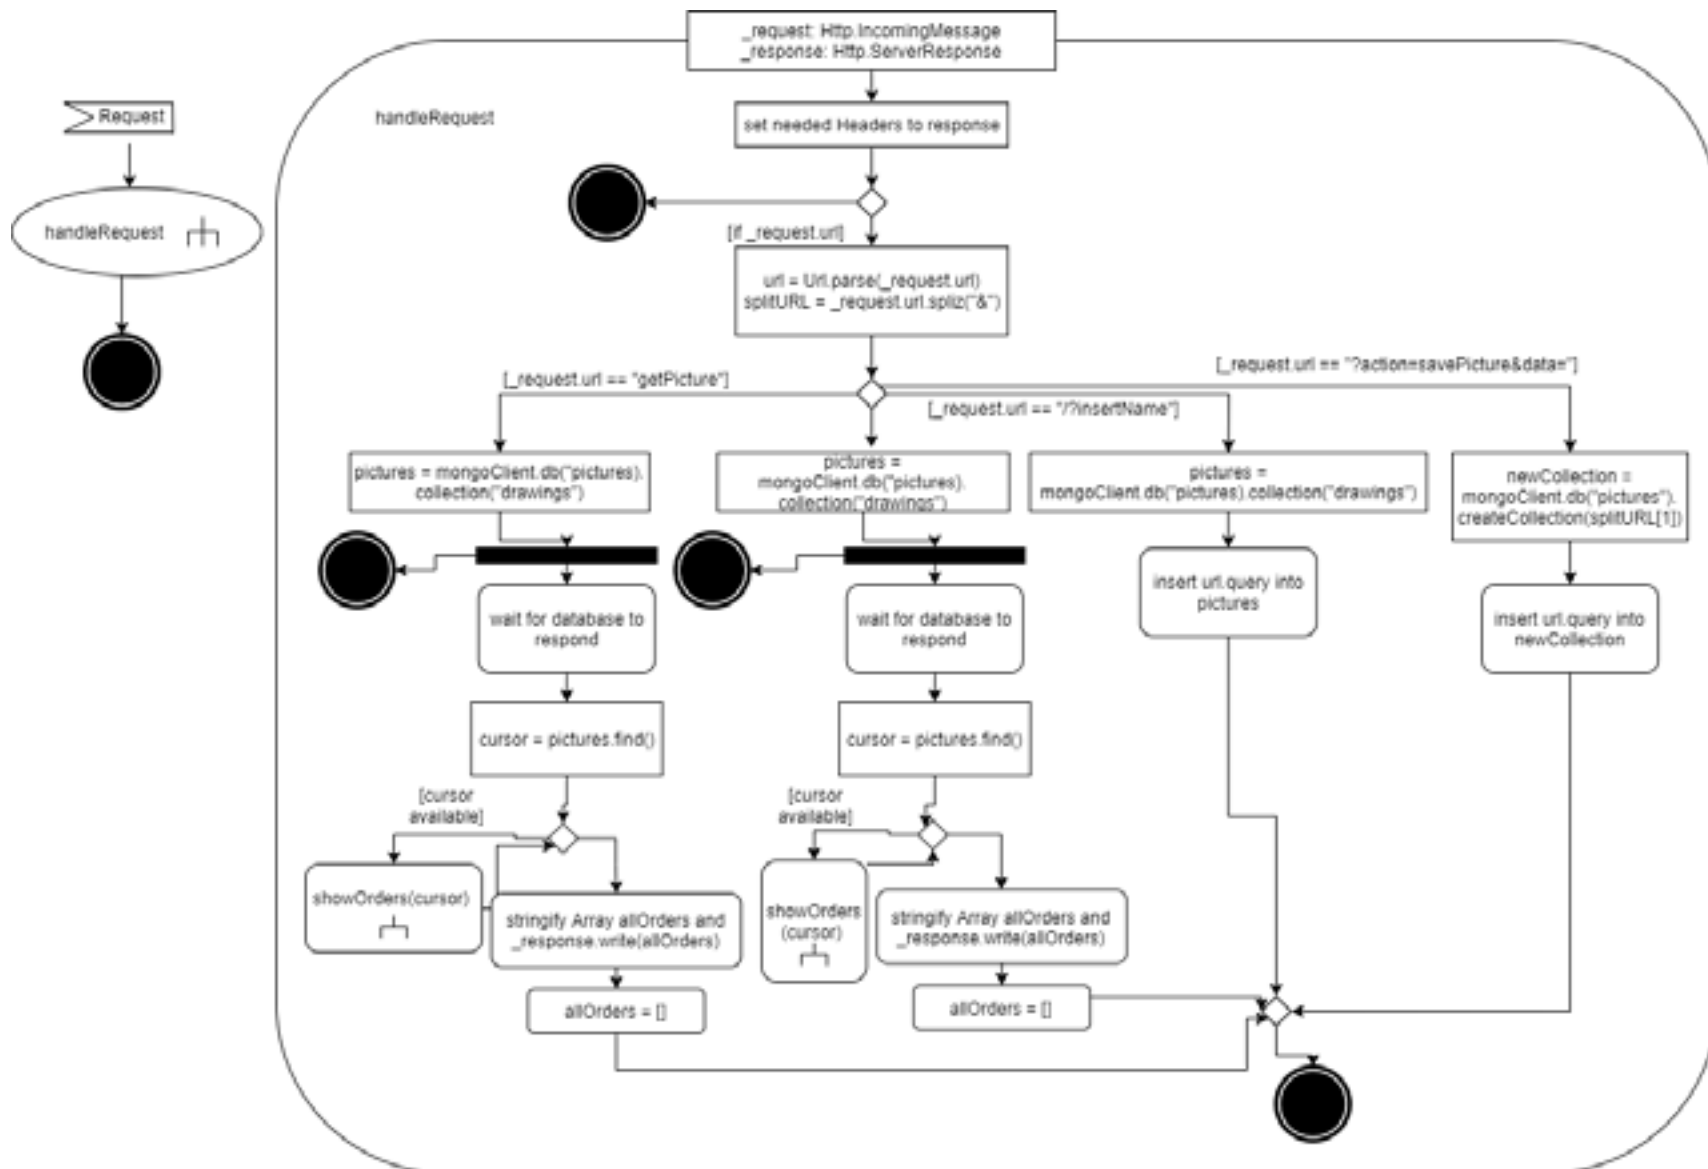 _request: Http.IncomingMessage
_response: Http.ServerResponse
Request
handleRequest
set needed Headers to response
handleRequest
[if _request.url]
url = Url.parse(_request.url)
splitURL = _request.url.spliz("&")
[_request.url == "?action=savePicture&data="]
[_request.url == "getPicture"]
[_request.url == "/?insertName"]
pictures = mongoClient.db("pictures).
collection("drawings")
pictures =
mongoClient.db("pictures).
collection("drawings")
pictures =
mongoClient.db("pictures).collection("drawings")
newCollection =
mongoClient.db("pictures").
createCollection(splitURL[1])
wait for database to
respond
wait for database to
respond
insert url.query into
pictures
insert url.query into
newCollection
cursor = pictures.find()
cursor = pictures.find()
[cursor
available]
[cursor
available]
showOrders(cursor)
stringify Array allOrders and
_response.write(allOrders)
showOrders
(cursor)
stringify Array allOrders and
_response.write(allOrders)
allOrders = []
allOrders = []